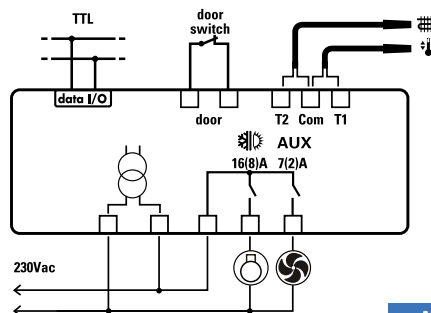 TTL
door
switch
data I/O
door
T2 Com T1
AUX
16(8)A 7(2)A
230Vac